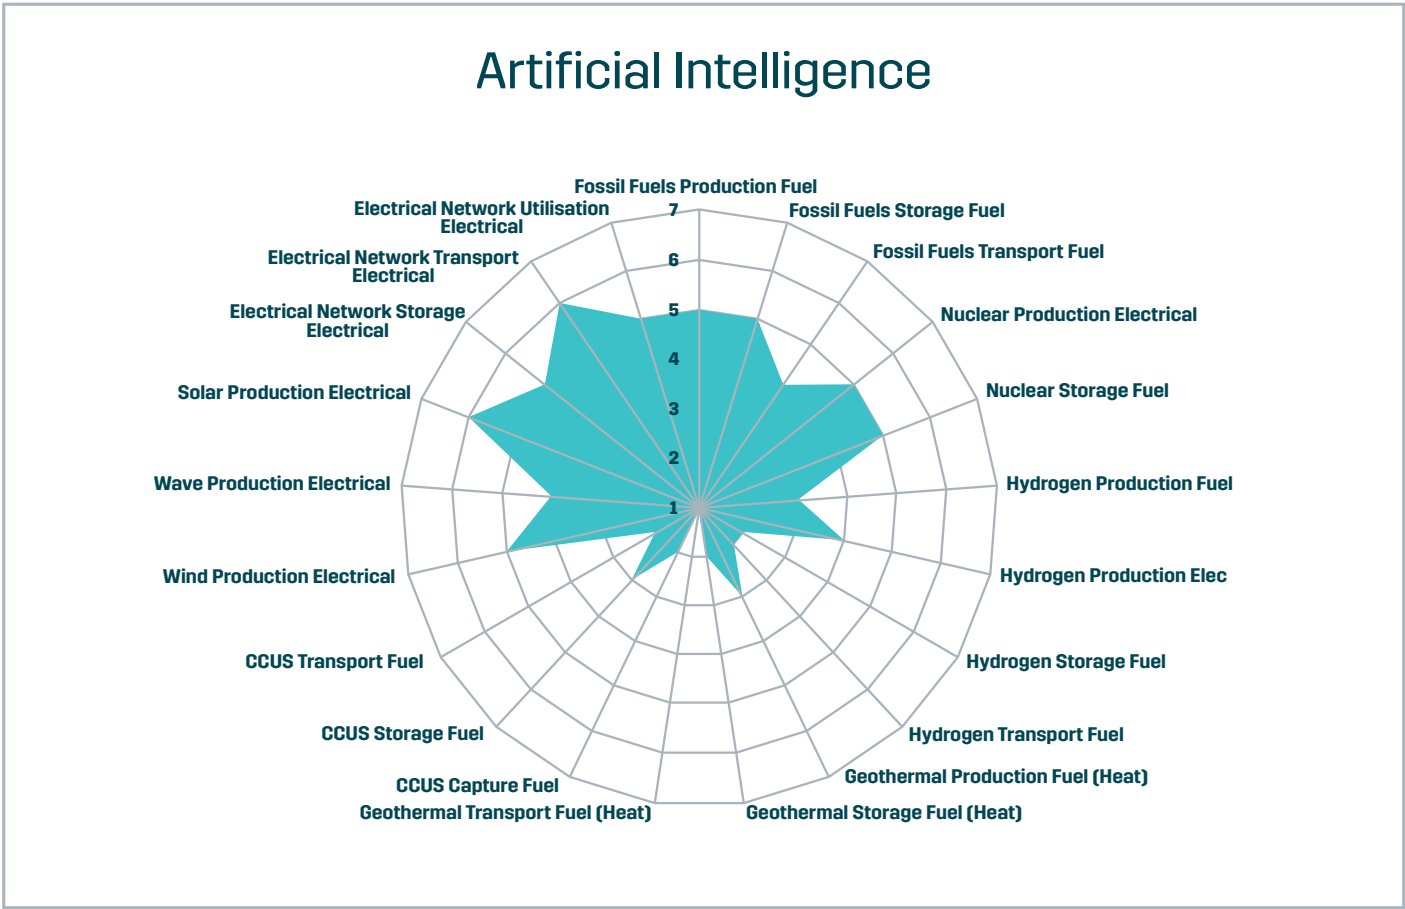 Artificial Intelligence
Fossil Fuels Production Fuel
Fossil Fuels Storage Fuel
Fossil Fuels Transport Fuel
Nuclear Production Electrical
Nuclear Storage Fuel
Hydrogen Production Fuel
Hydrogen Production Elec
Hydrogen Storage Fuel
Hydrogen Transport Fuel
Geothermal Production Fuel (Heat)
Geothermal Storage Fuel (Heat)
Geothermal Transport Fuel (Heat)
CCUS Capture Fuel
CCUS Storage Fuel
CCUS Transport Fuel
Wind Production Electrical
Wave Production Electrical
Solar Production Electrical
Electrical Network Storage
Electrical
Electrical Network Transport
Electrical
Electrical Network Utilisation
Electrical
7
6
5
4
3
2
1